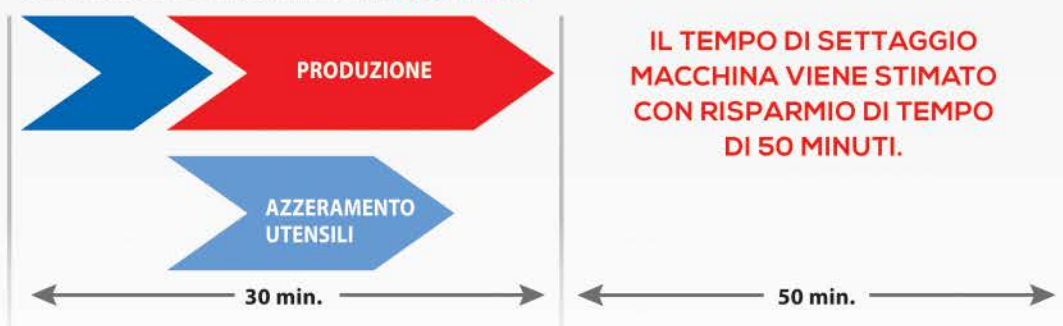 PRODUZIONE
AZZERAMENTO
UTENSILI
30 min.
IL TEMPO DI SETTAGGIO
MACCHINA VIENE STIMATO
CON RISPARMIO DI TEMPO
DI 50 MINUTI.
50 min.